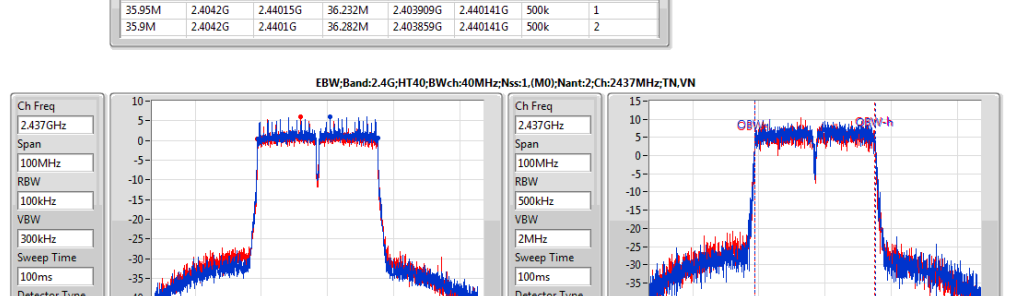 35.95M 2.4042G 2.44015G 36.232M 2.403909G 2.440141G 500k 1
35.9M 2.4042G 2.4401G 36.282M 2.403859G 2.440141G 500k 2
EBW;Band:2.4G;HT40;BWch:40MHz;Nss:1,(M0);Nant:2;Ch:2437MHz;TN,VN
Ch Freq
2.437GHz
Span
100MHz
RBW
100kHz
VBW
300kHz
Sweep Time
100ms
Detector Type
10
5
0
-5
-10
-15
-20
-25
-30
-35
-40
Ch Freq
2.437GHz
Span
100MHz
RBW
500kHz
VBW
2MHz
Sweep Time
100ms
Detector Type
15
10
5
0
-5
-10
-15
-20
-25
-30
-35
OBW-h